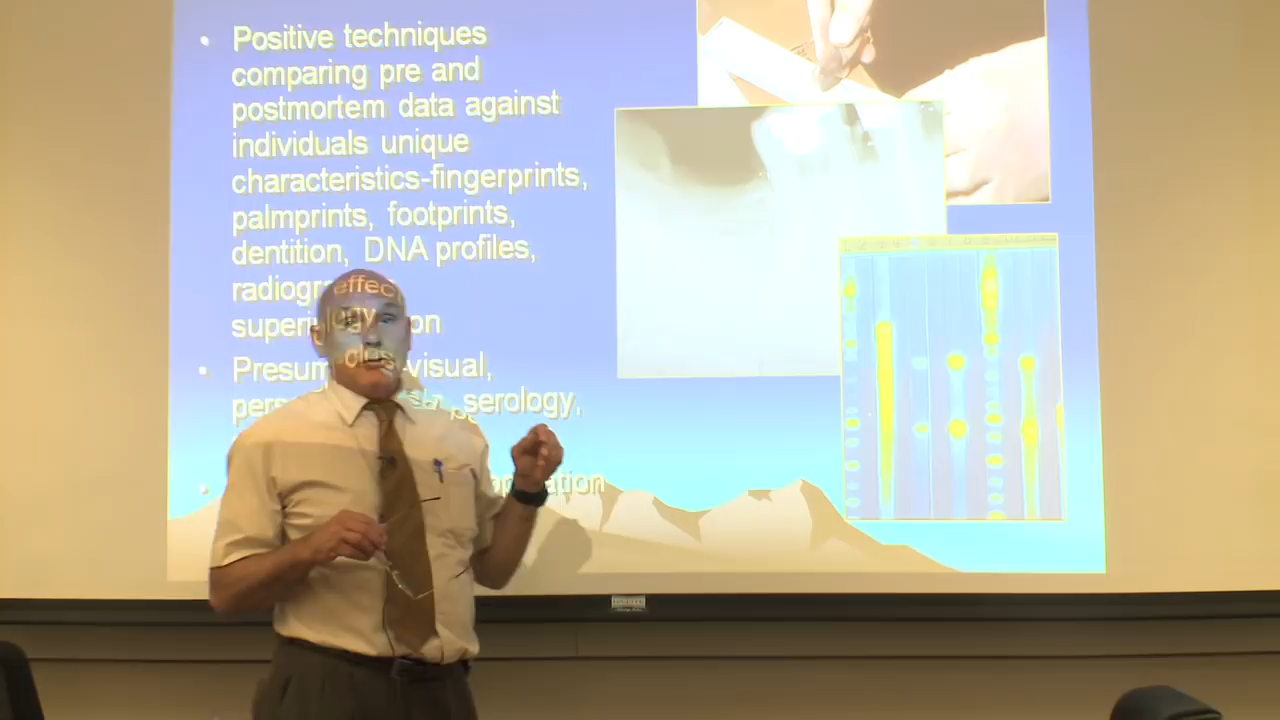 • Positive techniques
comparing pre and
postmortem data against
individuals unique
characteristics-fingerprints,
palmprints, footprints,
dentition, DNA profiles,
effec
• visual,
serology,